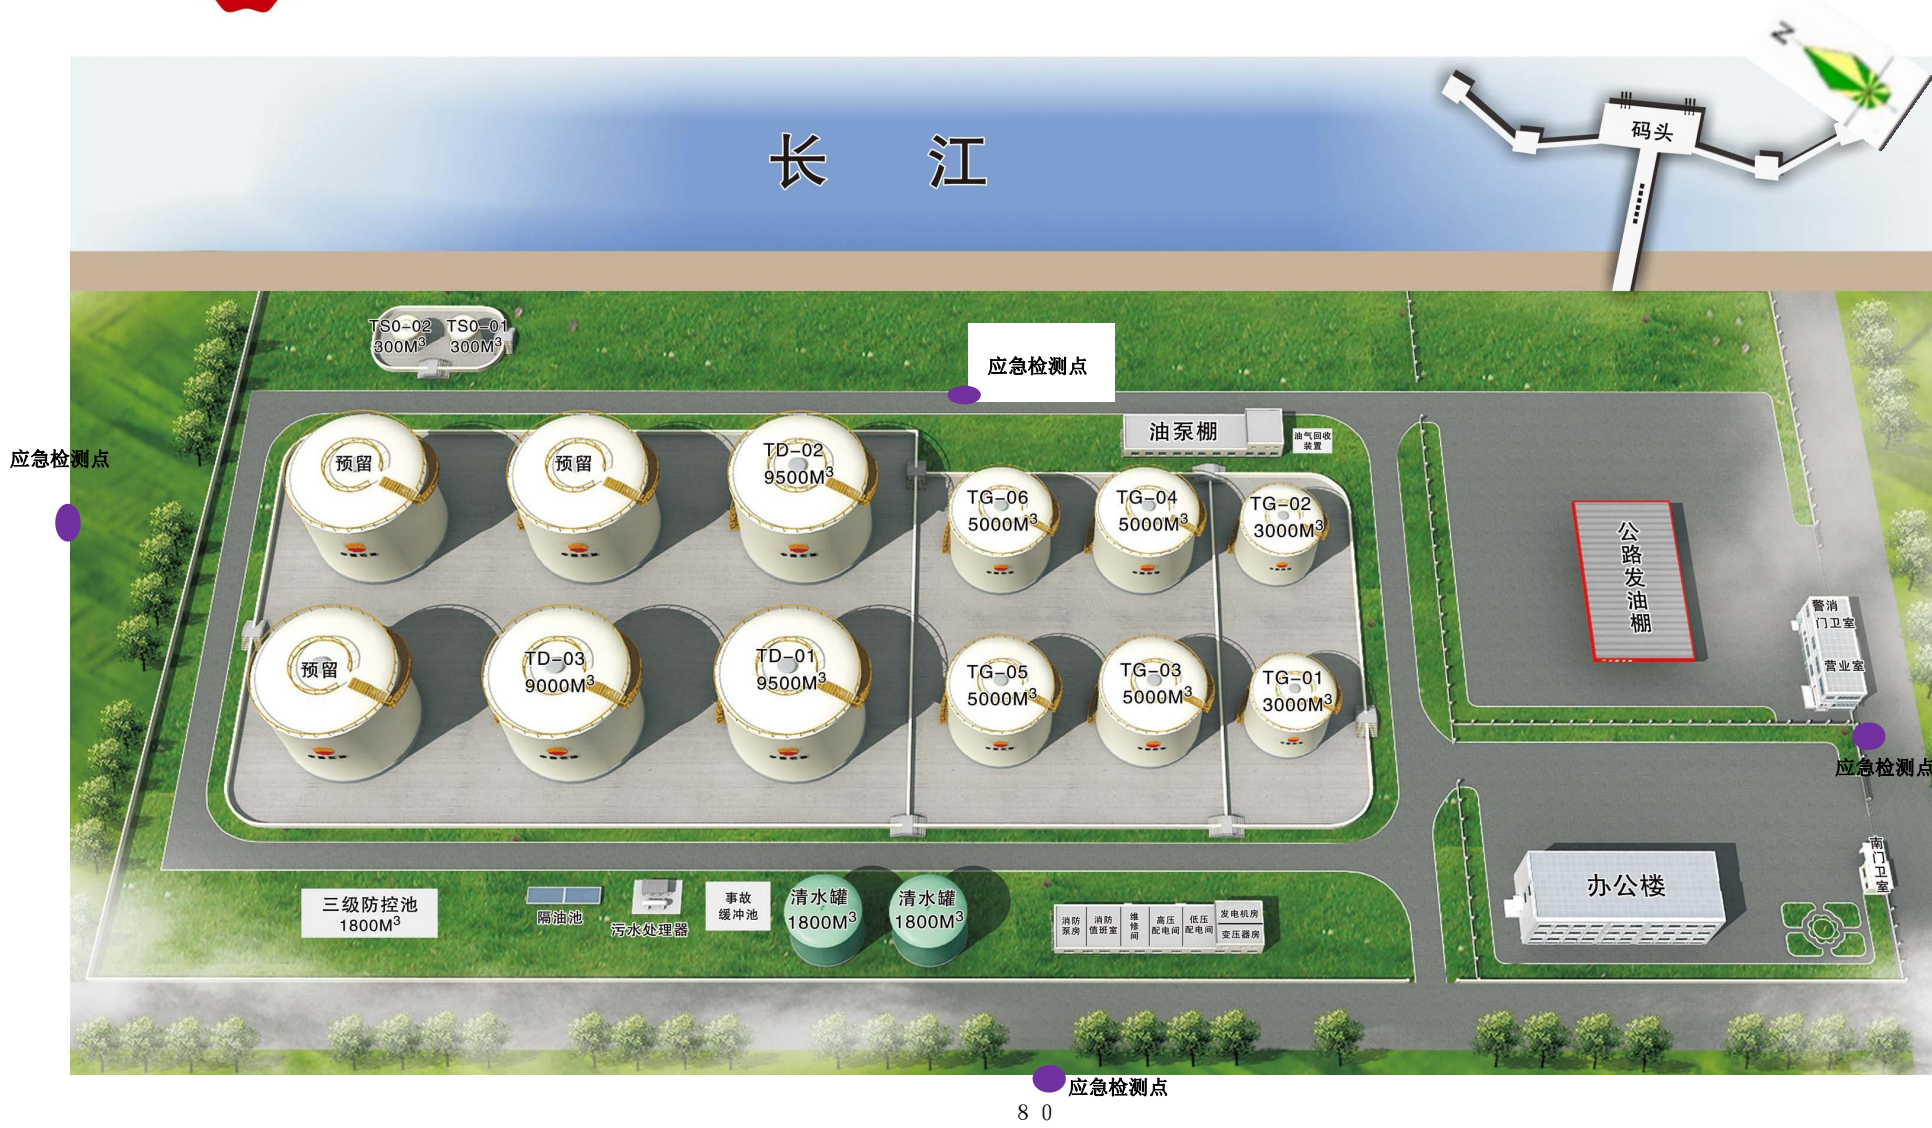 N
长 江
码头
TS0-02 TS0-01
300M³ 300M³
应急检测点
应急检测点
油泵棚
油气回收
装置
预留
预留
TD-02
9500M³
TG-06
5000M³
TG-04
5000M³
TG-02
3000M³
公路发油棚
警消
门卫室
营业室
预留
TD-03
9000M³
TD-01
9500M³
TG-05
5000M³
TG-03
5000M³
TG-01
3000M³
应急检测点
三级防控池
1800M³
隔油池
污水处理器
事故
缓冲池
清水罐
1800M³
清水罐
1800M³
消防
泵房
消防
值班室
维修间
高压
配电间
低压
配电间
发电机房
变压器房
办公楼
南门卫室
应急检测点
80